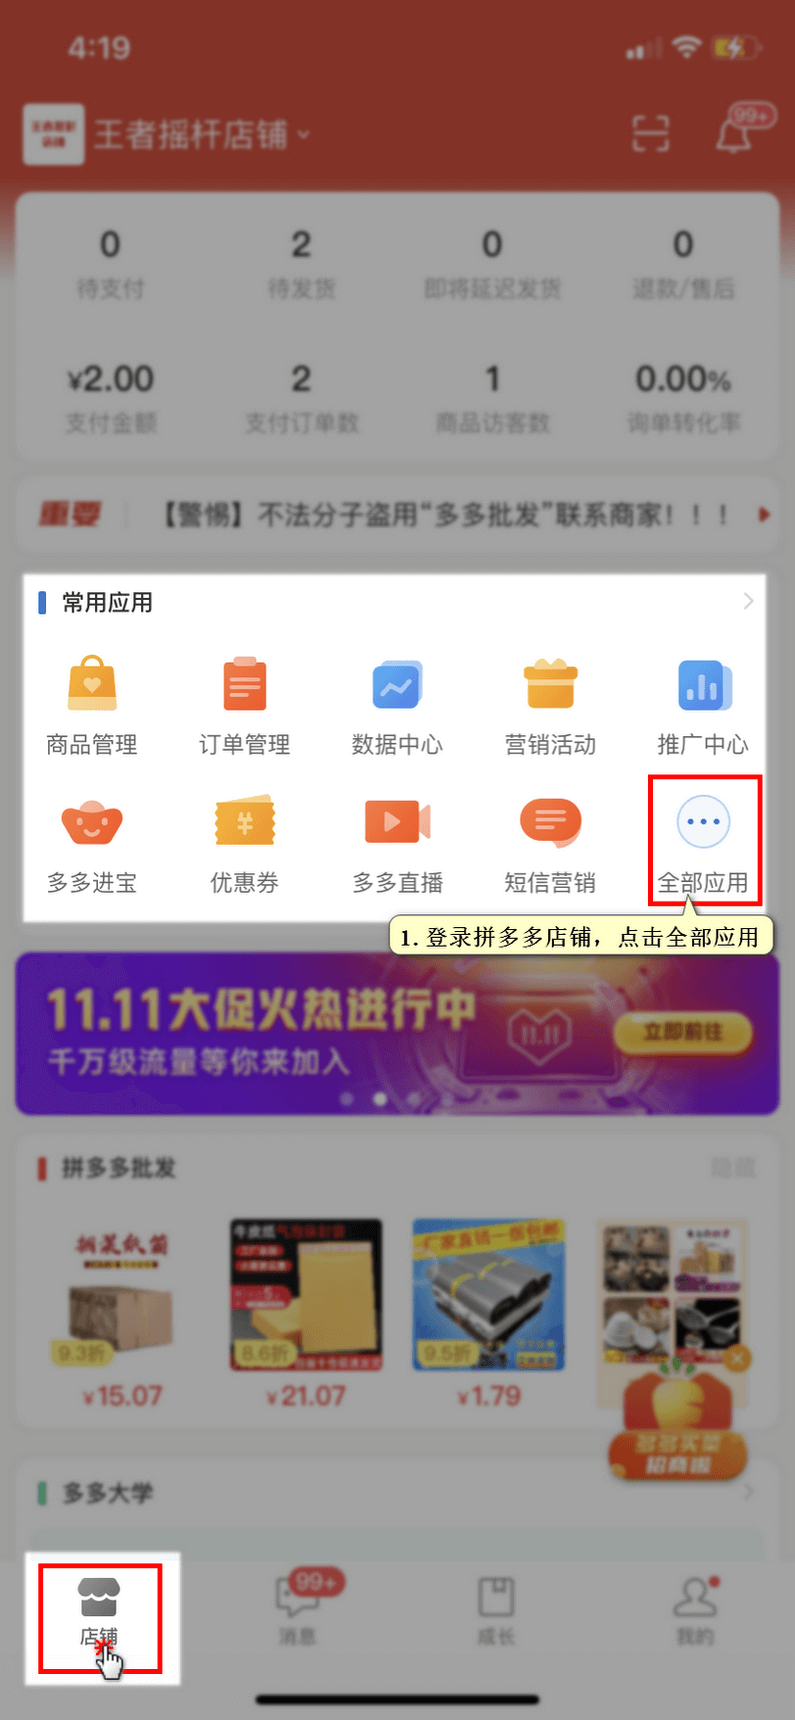 4:19
王者摇杆店铺
99+
0
2
0
0
待支付
待发货
即将延迟发货
退款/售后
¥2.00
2
1
0.00%
支付金额
支付订单数
商品访客数
询单转化率
重要
【警惕】不法分子盗用“多多批发”联系商家！！！
常用应用
商品管理
订单管理
数据中心
营销活动
推广中心
多多进宝
优惠券
多多直播
短信营销
全部应用
1. 登录拼多多店铺，点击全部应用
11.11大促火热进行中
千万级流量等你来加入
11.11
立即前往
拼多多批发
隐藏
9.3折
8.6折
9.5折
¥15.07
¥21.07
¥1.79
多多买菜
招商啦
多多大学
店铺
99+
消息
成长
我的